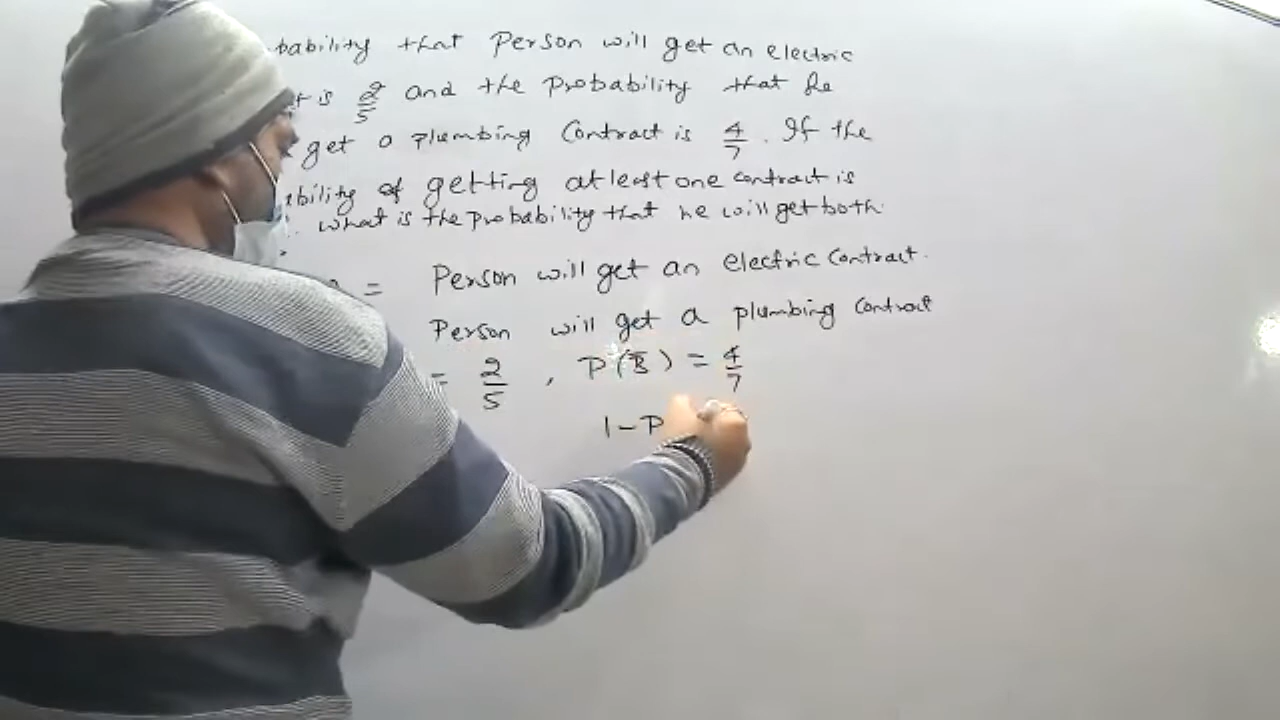 bability that Person will get an electric
is 2/5 and the Probability that he
get a plumbing Contract is 4/7. If the
ability of getting atleast one contract is
what is the probability that he will get both.
= Person will get an electric Contract.
Person will get a plumbing Contract
= 2/5 , P(B̅) = 4/7
1-P